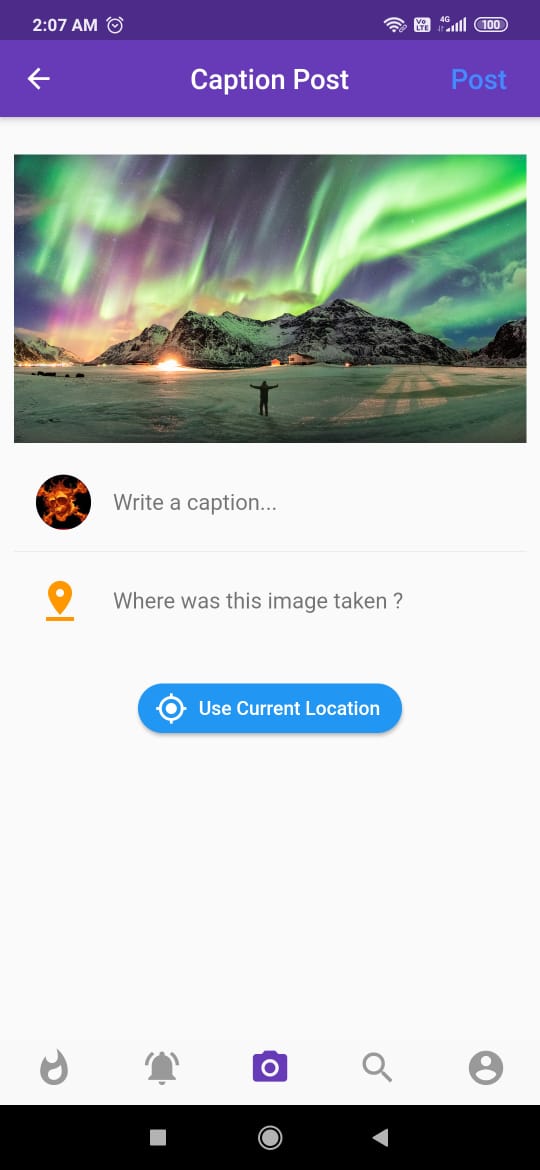 2:07 AM
Vo LTE
4G
100
Caption Post
Post
Write a caption...
Where was this image taken ?
Use Current Location